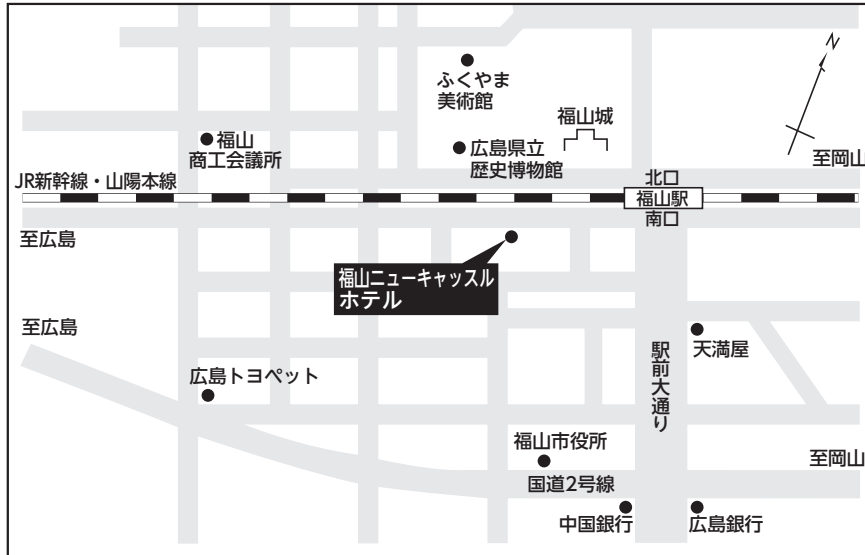 N
ふくやま
美術館
福山城
福山
商工会議所
広島県立
歴史博物館
至岡山
JR新幹線・山陽本線
北口
福山駅
南口
至広島
福山ニューキャッスル
ホテル
至広島
天満屋
駅前大通り
広島トヨペット
福山市役所
至岡山
国道2号線
中国銀行
広島銀行